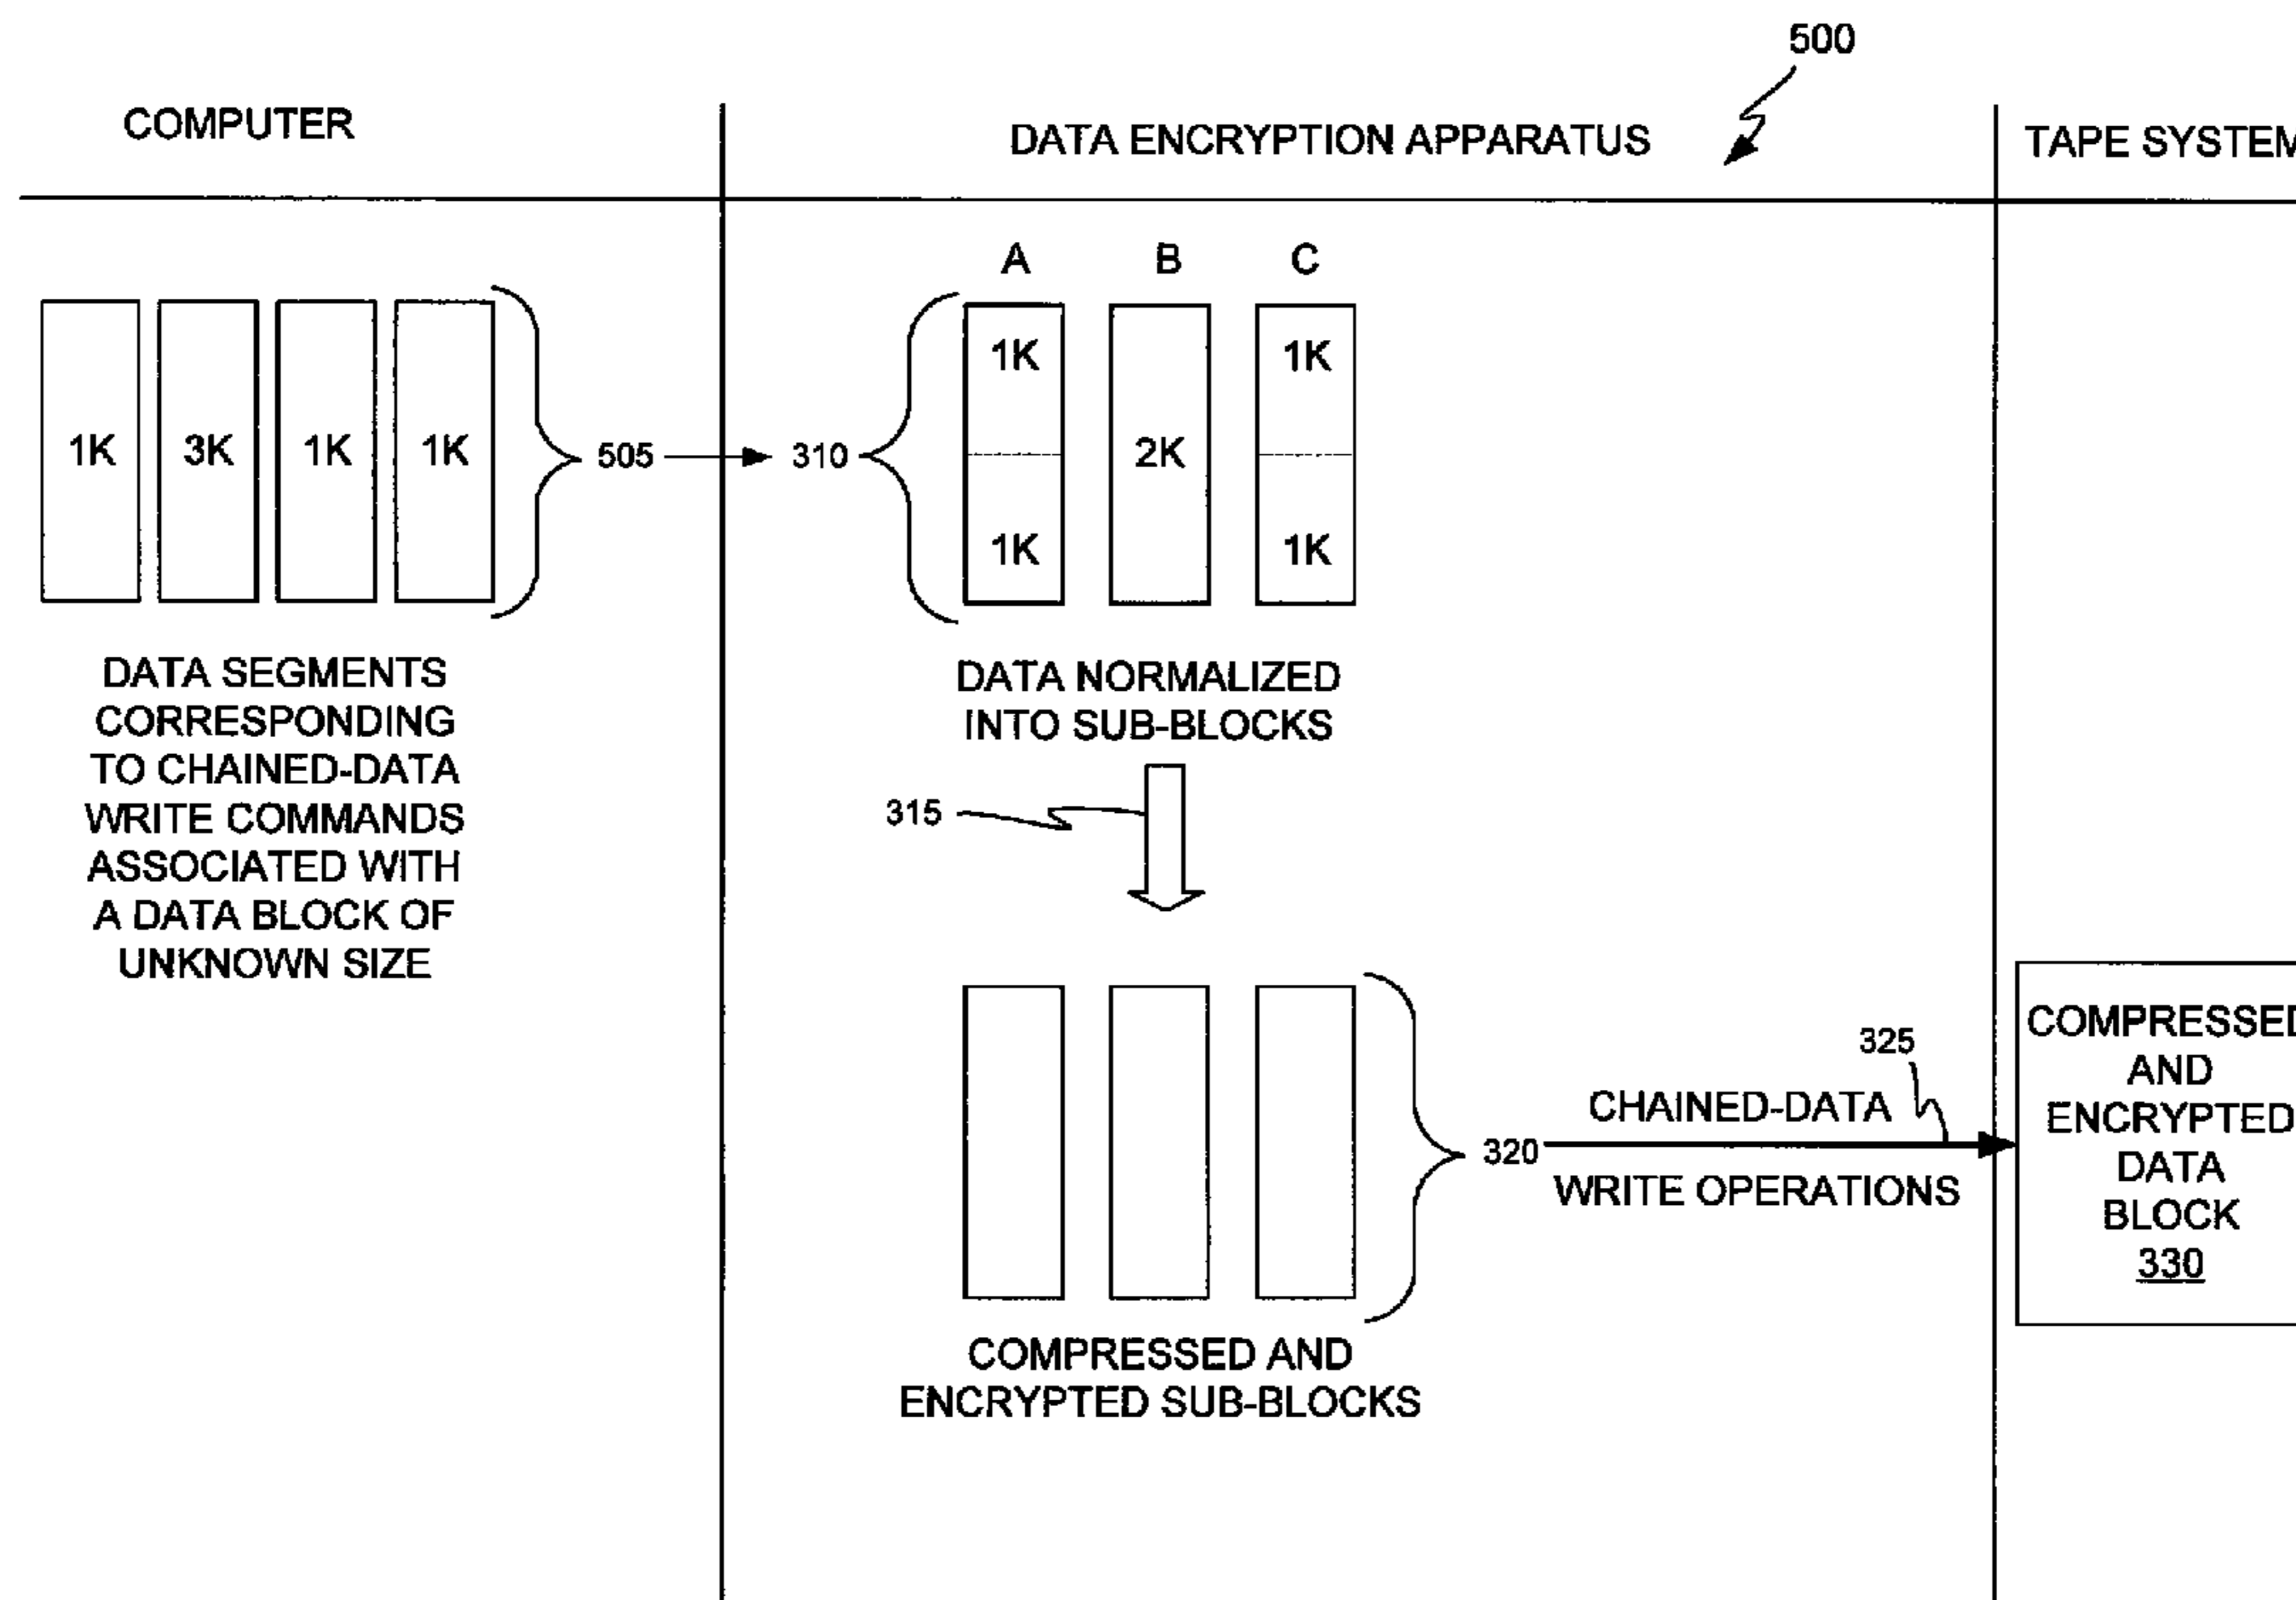 500
COMPUTER
DATA ENCRYPTION APPARATUS
TAPE SYSTEM
A B C
1K 3K 1K 1K
505
310
1K
1K
2K
1K
1K
DATA SEGMENTS
CORRESPONDING
TO CHAINED-DATA
WRITE COMMANDS
ASSOCIATED WITH
A DATA BLOCK OF
UNKNOWN SIZE
DATA NORMALIZED
INTO SUB-BLOCKS
315
320
COMPRESSED AND
ENCRYPTED SUB-BLOCKS
325
CHAINED-DATA
WRITE OPERATIONS
COMPRESSED
AND
ENCRYPTED
DATA
BLOCK
330